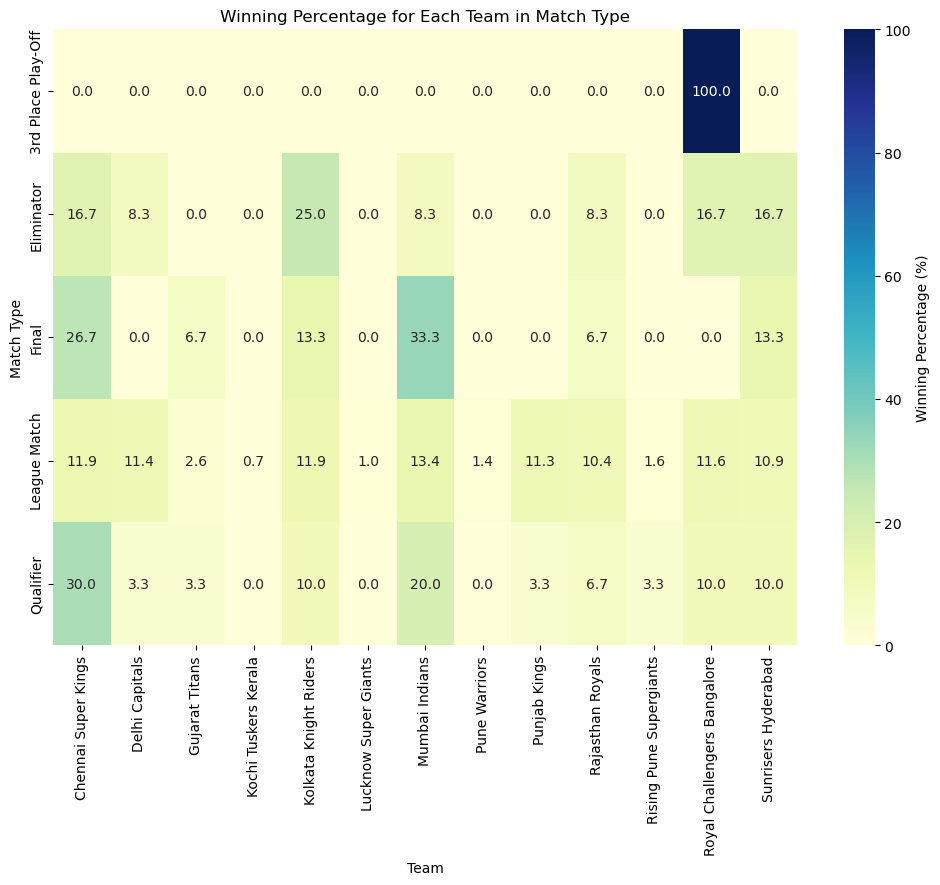 Winning Percentage for Each Team in Match Type
Match Type
3rd Place Play-Off
0.0 0.0 0.0 0.0 0.0 0.0 0.0 0.0 0.0 0.0 0.0 100.0 0.0
Eliminator
16.7 8.3 0.0 0.0 25.0 0.0 8.3 0.0 0.0 8.3 0.0 16.7 16.7
Final
26.7 0.0 6.7 0.0 13.3 0.0 33.3 0.0 0.0 6.7 0.0 0.0 13.3
League Match
11.9 11.4 2.6 0.7 11.9 1.0 13.4 1.4 11.3 10.4 1.6 11.6 10.9
Qualifier
30.0 3.3 3.3 0.0 10.0 0.0 20.0 0.0 3.3 6.7 3.3 10.0 10.0
Chennai Super Kings
Delhi Capitals
Gujarat Titans
Kochi Tuskers Kerala
Kolkata Knight Riders
Lucknow Super Giants
Mumbai Indians
Pune Warriors
Punjab Kings
Rajasthan Royals
Rising Pune Supergiants
Royal Challengers Bangalore
Sunrisers Hyderabad
Team
100
80
60
40
20
0
Winning Percentage (%)